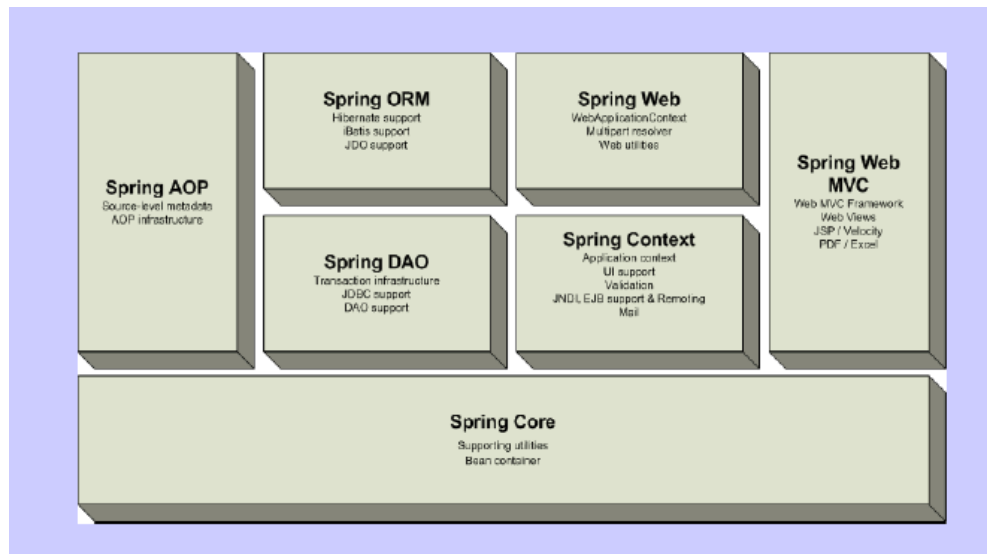 Spring AOP
Source-level metadata
AOP infrastructure
Spring ORM
Hibernate support
iBatis support
JDO support
Spring Web
WebApplicationContext
Multipart resolver
Web utilities
Spring Web
MVC
Web MVC Framework
Web Views
JSP / Velocity
PDF / Excel
Spring DAO
Transaction infrastructure
JDBC support
DAO support
Spring Context
Application context
UI support
Validation
JNDI, EJB support & Remoting
Mail
Spring Core
Supporting utilities
Bean container